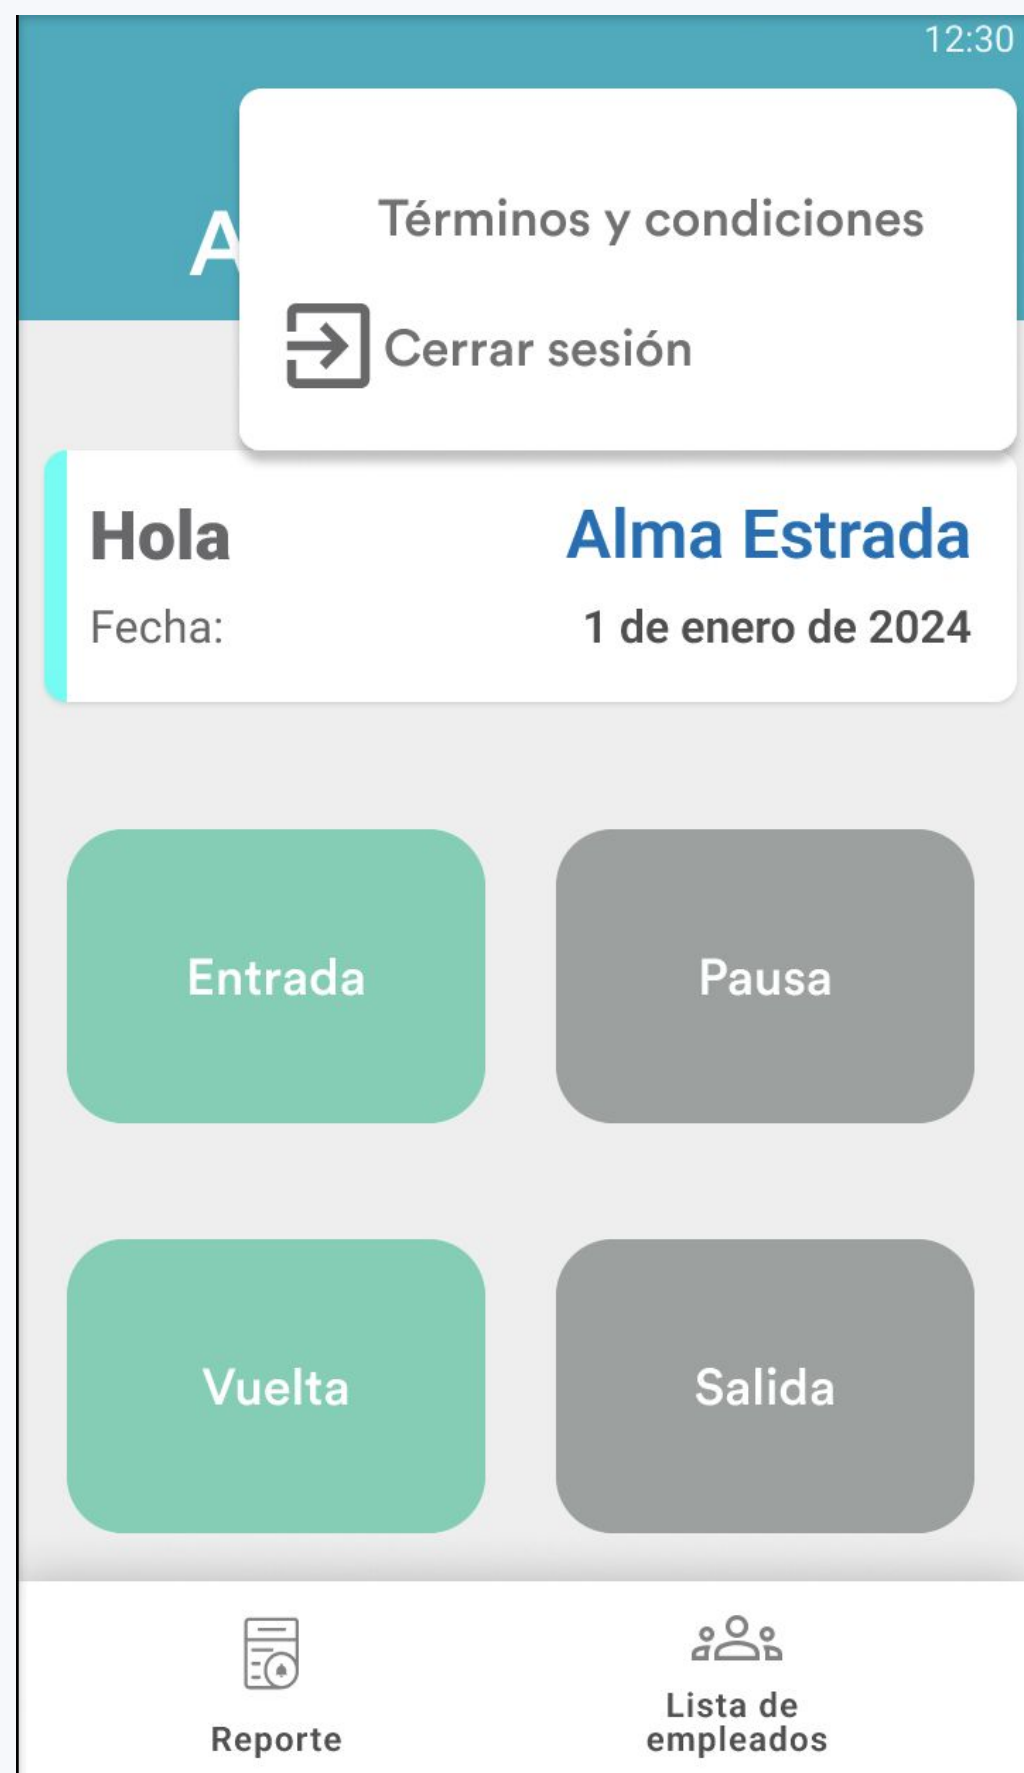 12:30
Términos y condiciones
A
Cerrar sesión
Hola
Alma Estrada
Fecha:
1 de enero de 2024
Entrada
Pausa
Vuelta
Salida
Reporte
Lista de
empleados